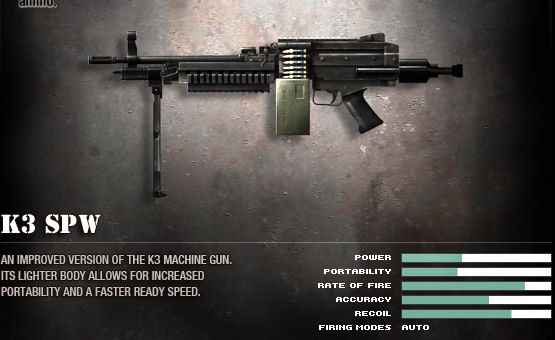 ammo.
K3 SPW
AN IMPROVED VERSION OF THE K3 MACHINE GUN.
ITS LIGHTER BODY ALLOWS FOR INCREASED
PORTABILITY AND A FASTER READY SPEED.
POWER
PORTABILITY
RATE OF FIRE
ACCURACY
RECOIL
FIRING MODES AUTO